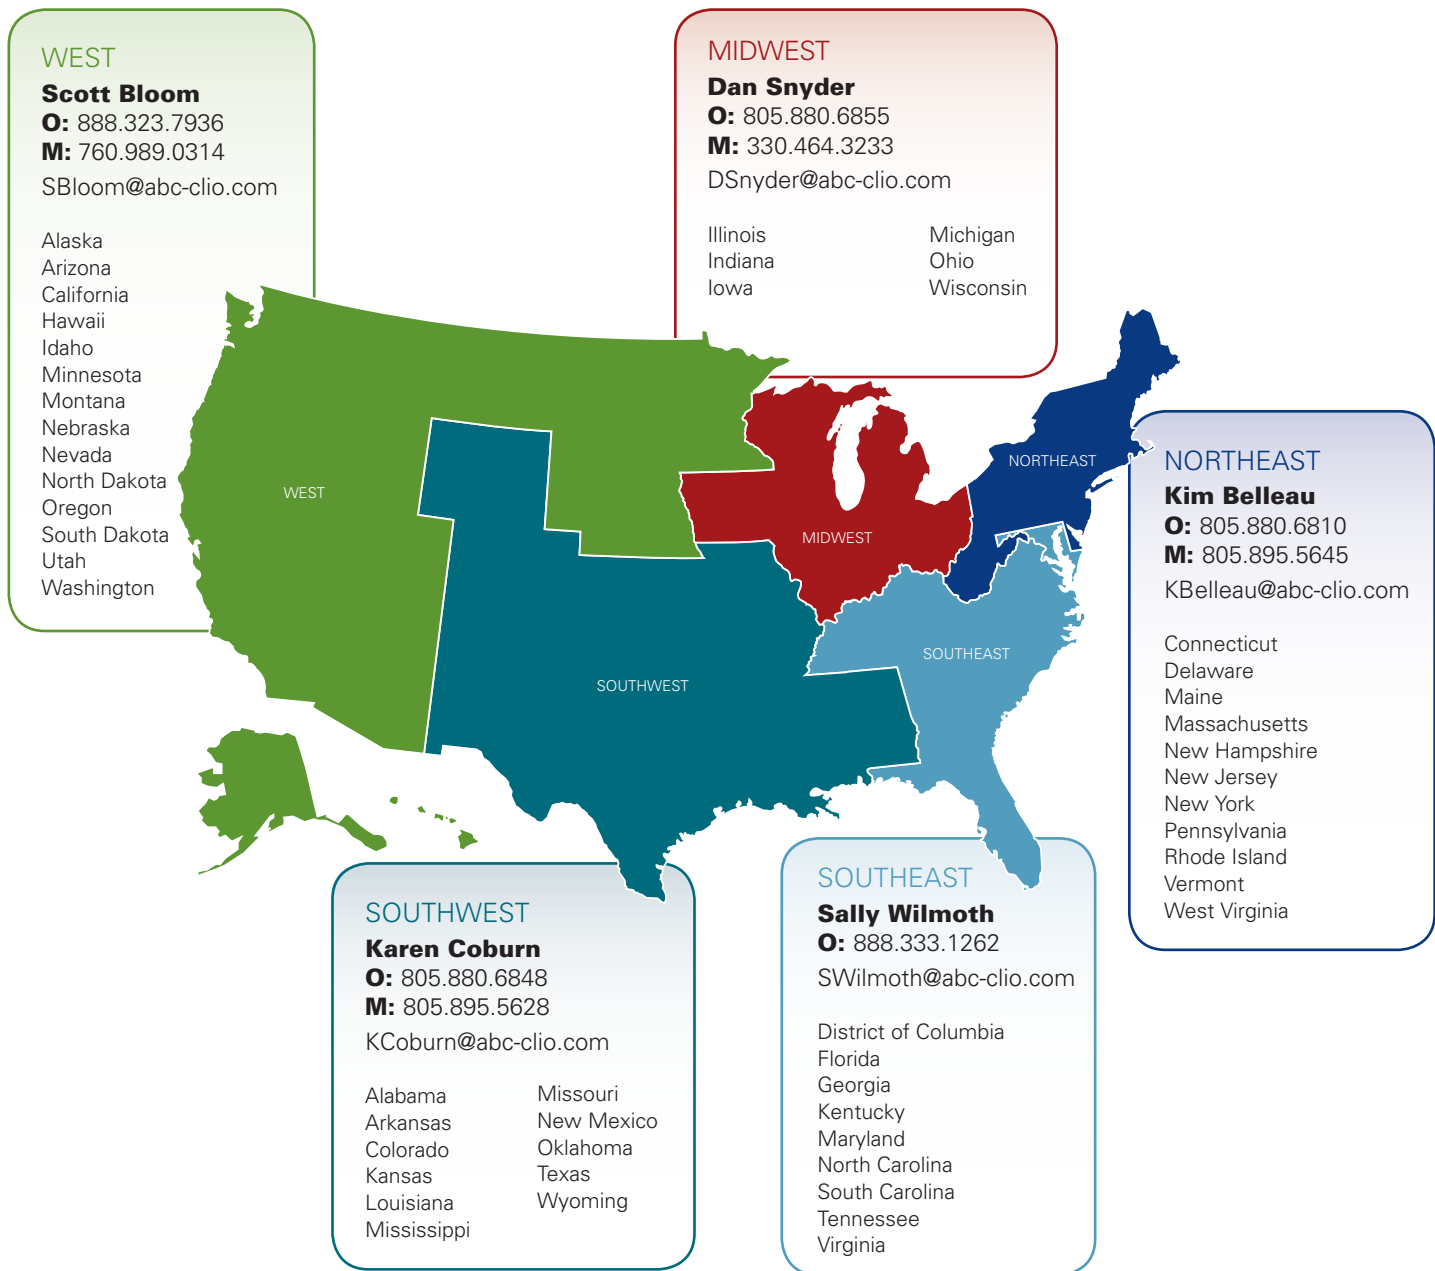 WEST
Scott Bloom
O: 888.323.7936
M: 760.989.0314
SBloom@abc-clio.com
Alaska
Arizona
California
Hawaii
Idaho
Minnesota
Montana
Nebraska
Nevada
North Dakota
Oregon
South Dakota
Utah
Washington
MIDWEST
Dan Snyder
O: 805.880.6855
M: 330.464.3233
DSnyder@abc-clio.com
Illinois
Indiana
Iowa
Michigan
Ohio
Wisconsin
WEST
MIDWEST
NORTHEAST
SOUTHEAST
SOUTHWEST
NORTHEAST
Kim Belleau
O: 805.880.6810
M: 805.895.5645
KBelleau@abc-clio.com
Connecticut
Delaware
Maine
Massachusetts
New Hampshire
New Jersey
New York
Pennsylvania
Rhode Island
Vermont
West Virginia
SOUTHWEST
Karen Coburn
O: 805.880.6848
M: 805.895.5628
KCoburn@abc-clio.com
Alabama
Arkansas
Colorado
Kansas
Louisiana
Mississippi
Missouri
New Mexico
Oklahoma
Texas
Wyoming
SOUTHEAST
Sally Wilmoth
O: 888.333.1262
SWilmoth@abc-clio.com
District of Columbia
Florida
Georgia
Kentucky
Maryland
North Carolina
South Carolina
Tennessee
Virginia